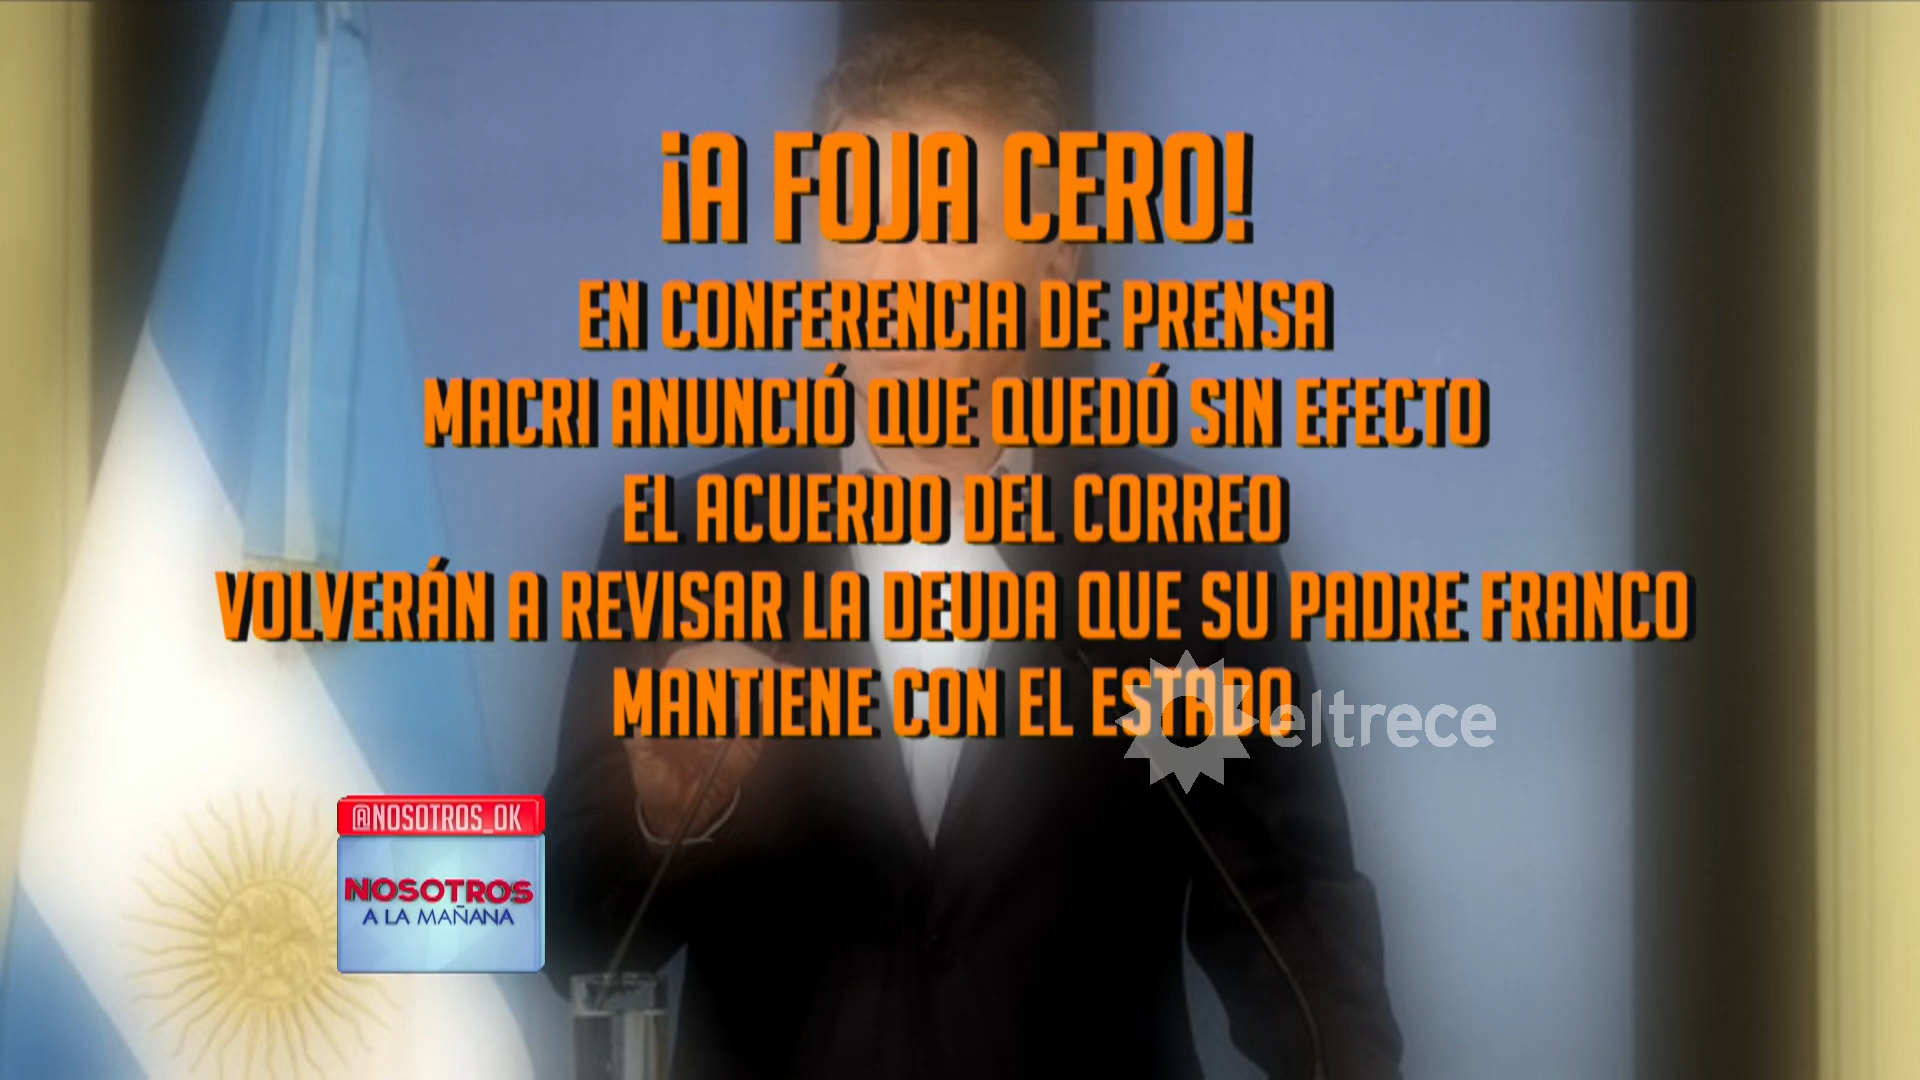 ¡A FOJA CERO!
EN CONFERENCIA DE PRENSA
MACRI ANUNCIÓ QUE QUEDÓ SIN EFECTO
EL ACUERDO DEL CORREO
VOLVERÁN A REVISAR LA DEUDA QUE SU PADRE FRANCO
MANTIENE CON EL ESTADO
eltrece
@NOSOTROS_OK
NOSOTROS
A LA MAÑANA